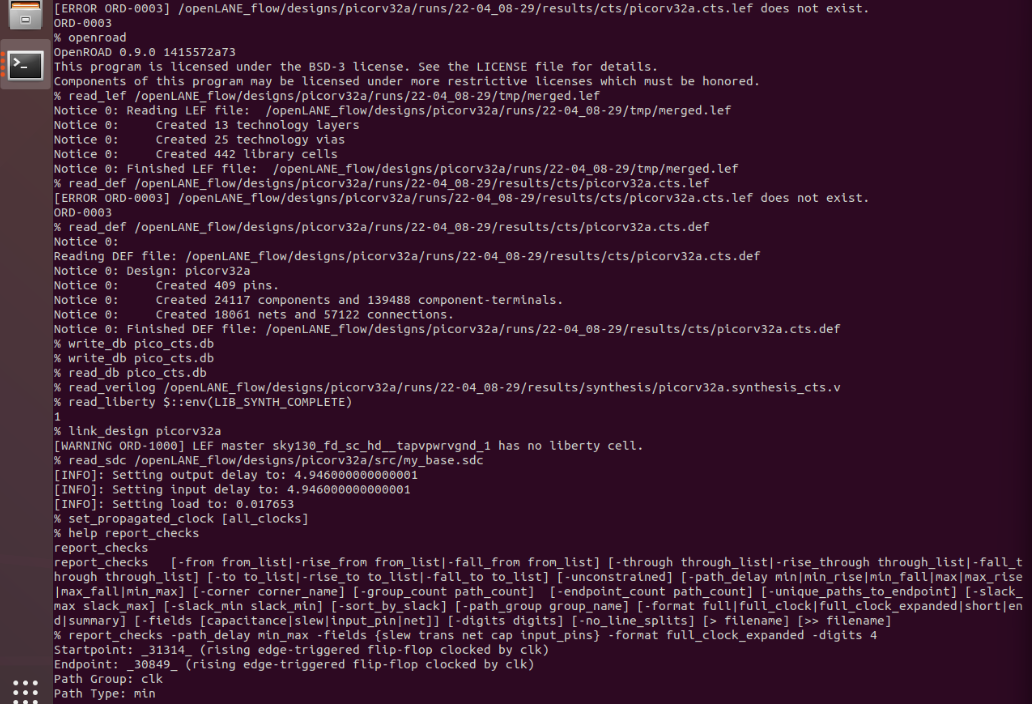 [ERROR ORD-0003] /openLANE_flow/designs/picorv32a/runs/22-04_08-29/results/cts/picorv32a.cts.lef does not exist.
ORD-0003
% openroad
OpenROAD 0.9.0 1415572a73
This program is licensed under the BSD-3 license. See the LICENSE file for details.
Components of this program may be licensed under more restrictive licenses which must be honored.
% read_lef /openLANE_flow/designs/picorv32a/runs/22-04_08-29/tmp/merged.lef
Notice 0: Reading LEF file:  /openLANE_flow/designs/picorv32a/runs/22-04_08-29/tmp/merged.lef
Notice 0:     Created 13 technology layers
Notice 0:     Created 25 technology vias
Notice 0:     Created 442 library cells
Notice 0: Finished LEF file:  /openLANE_flow/designs/picorv32a/runs/22-04_08-29/tmp/merged.lef
% read_def /openLANE_flow/designs/picorv32a/runs/22-04_08-29/results/cts/picorv32a.cts.lef
[ERROR ORD-0003] /openLANE_flow/designs/picorv32a/runs/22-04_08-29/results/cts/picorv32a.cts.lef does not exist.
ORD-0003
% read_def /openLANE_flow/designs/picorv32a/runs/22-04_08-29/results/cts/picorv32a.cts.def
Notice 0:
Reading DEF file: /openLANE_flow/designs/picorv32a/runs/22-04_08-29/results/cts/picorv32a.cts.def
Notice 0: Design: picorv32a
Notice 0:     Created 409 pins.
Notice 0:     Created 24117 components and 139488 component-terminals.
Notice 0:     Created 18061 nets and 57122 connections.
Notice 0: Finished DEF file: /openLANE_flow/designs/picorv32a/runs/22-04_08-29/results/cts/picorv32a.cts.def
% write_db pico_cts.db
% write_db pico_cts.db
% read_db pico_cts.db
% read_verilog /openLANE_flow/designs/picorv32a/runs/22-04_08-29/results/synthesis/picorv32a.synthesis_cts.v
% read_liberty $::env(LIB_SYNTH_COMPLETE)
1
% link_design picorv32a
[WARNING ORD-1000] LEF master sky130_fd_sc_hd__tapvpwrvgnd_1 has no liberty cell.
% read_sdc /openLANE_flow/designs/picorv32a/src/my_base.sdc
[INFO]: Setting output delay to: 4.946000000000001
[INFO]: Setting input delay to: 4.946000000000001
[INFO]: Setting load to: 0.017653
% set_propagated_clock [all_clocks]
% help report_checks
report_checks
report_checks   [-from from_list|-rise_from from_list|-fall_from from_list] [-through through_list|-rise_through through_list|-fall_t
hrough through_list] [-to to_list|-rise_to to_list|-fall_to to_list] [-unconstrained] [-path_delay min|min_rise|min_fall|max|max_rise
|max_fall|min_max] [-corner corner_name] [-group_count path_count]  [-endpoint_count path_count] [-unique_paths_to_endpoint] [-slack_
max slack_max] [-slack_min slack_min] [-sort_by_slack] [-path_group group_name] [-format full|full_clock|full_clock_expanded|short|en
d|summary] [-fields [capacitance|slew|input_pin|net]] [-digits digits] [-no_line_splits] [> filename] [>> filename]
% report_checks -path_delay min_max -fields {slew trans net cap input_pins} -format full_clock_expanded -digits 4
Startpoint: _31314_ (rising edge-triggered flip-flop clocked by clk)
Endpoint: _30849_ (rising edge-triggered flip-flop clocked by clk)
Path Group: clk
Path Type: min